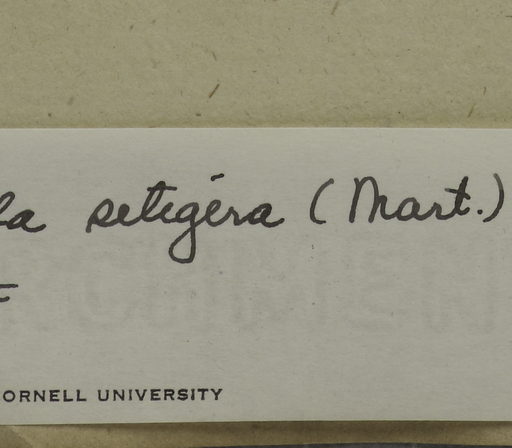 la setigera (Mart.)
ORNELL UNIVERSITY